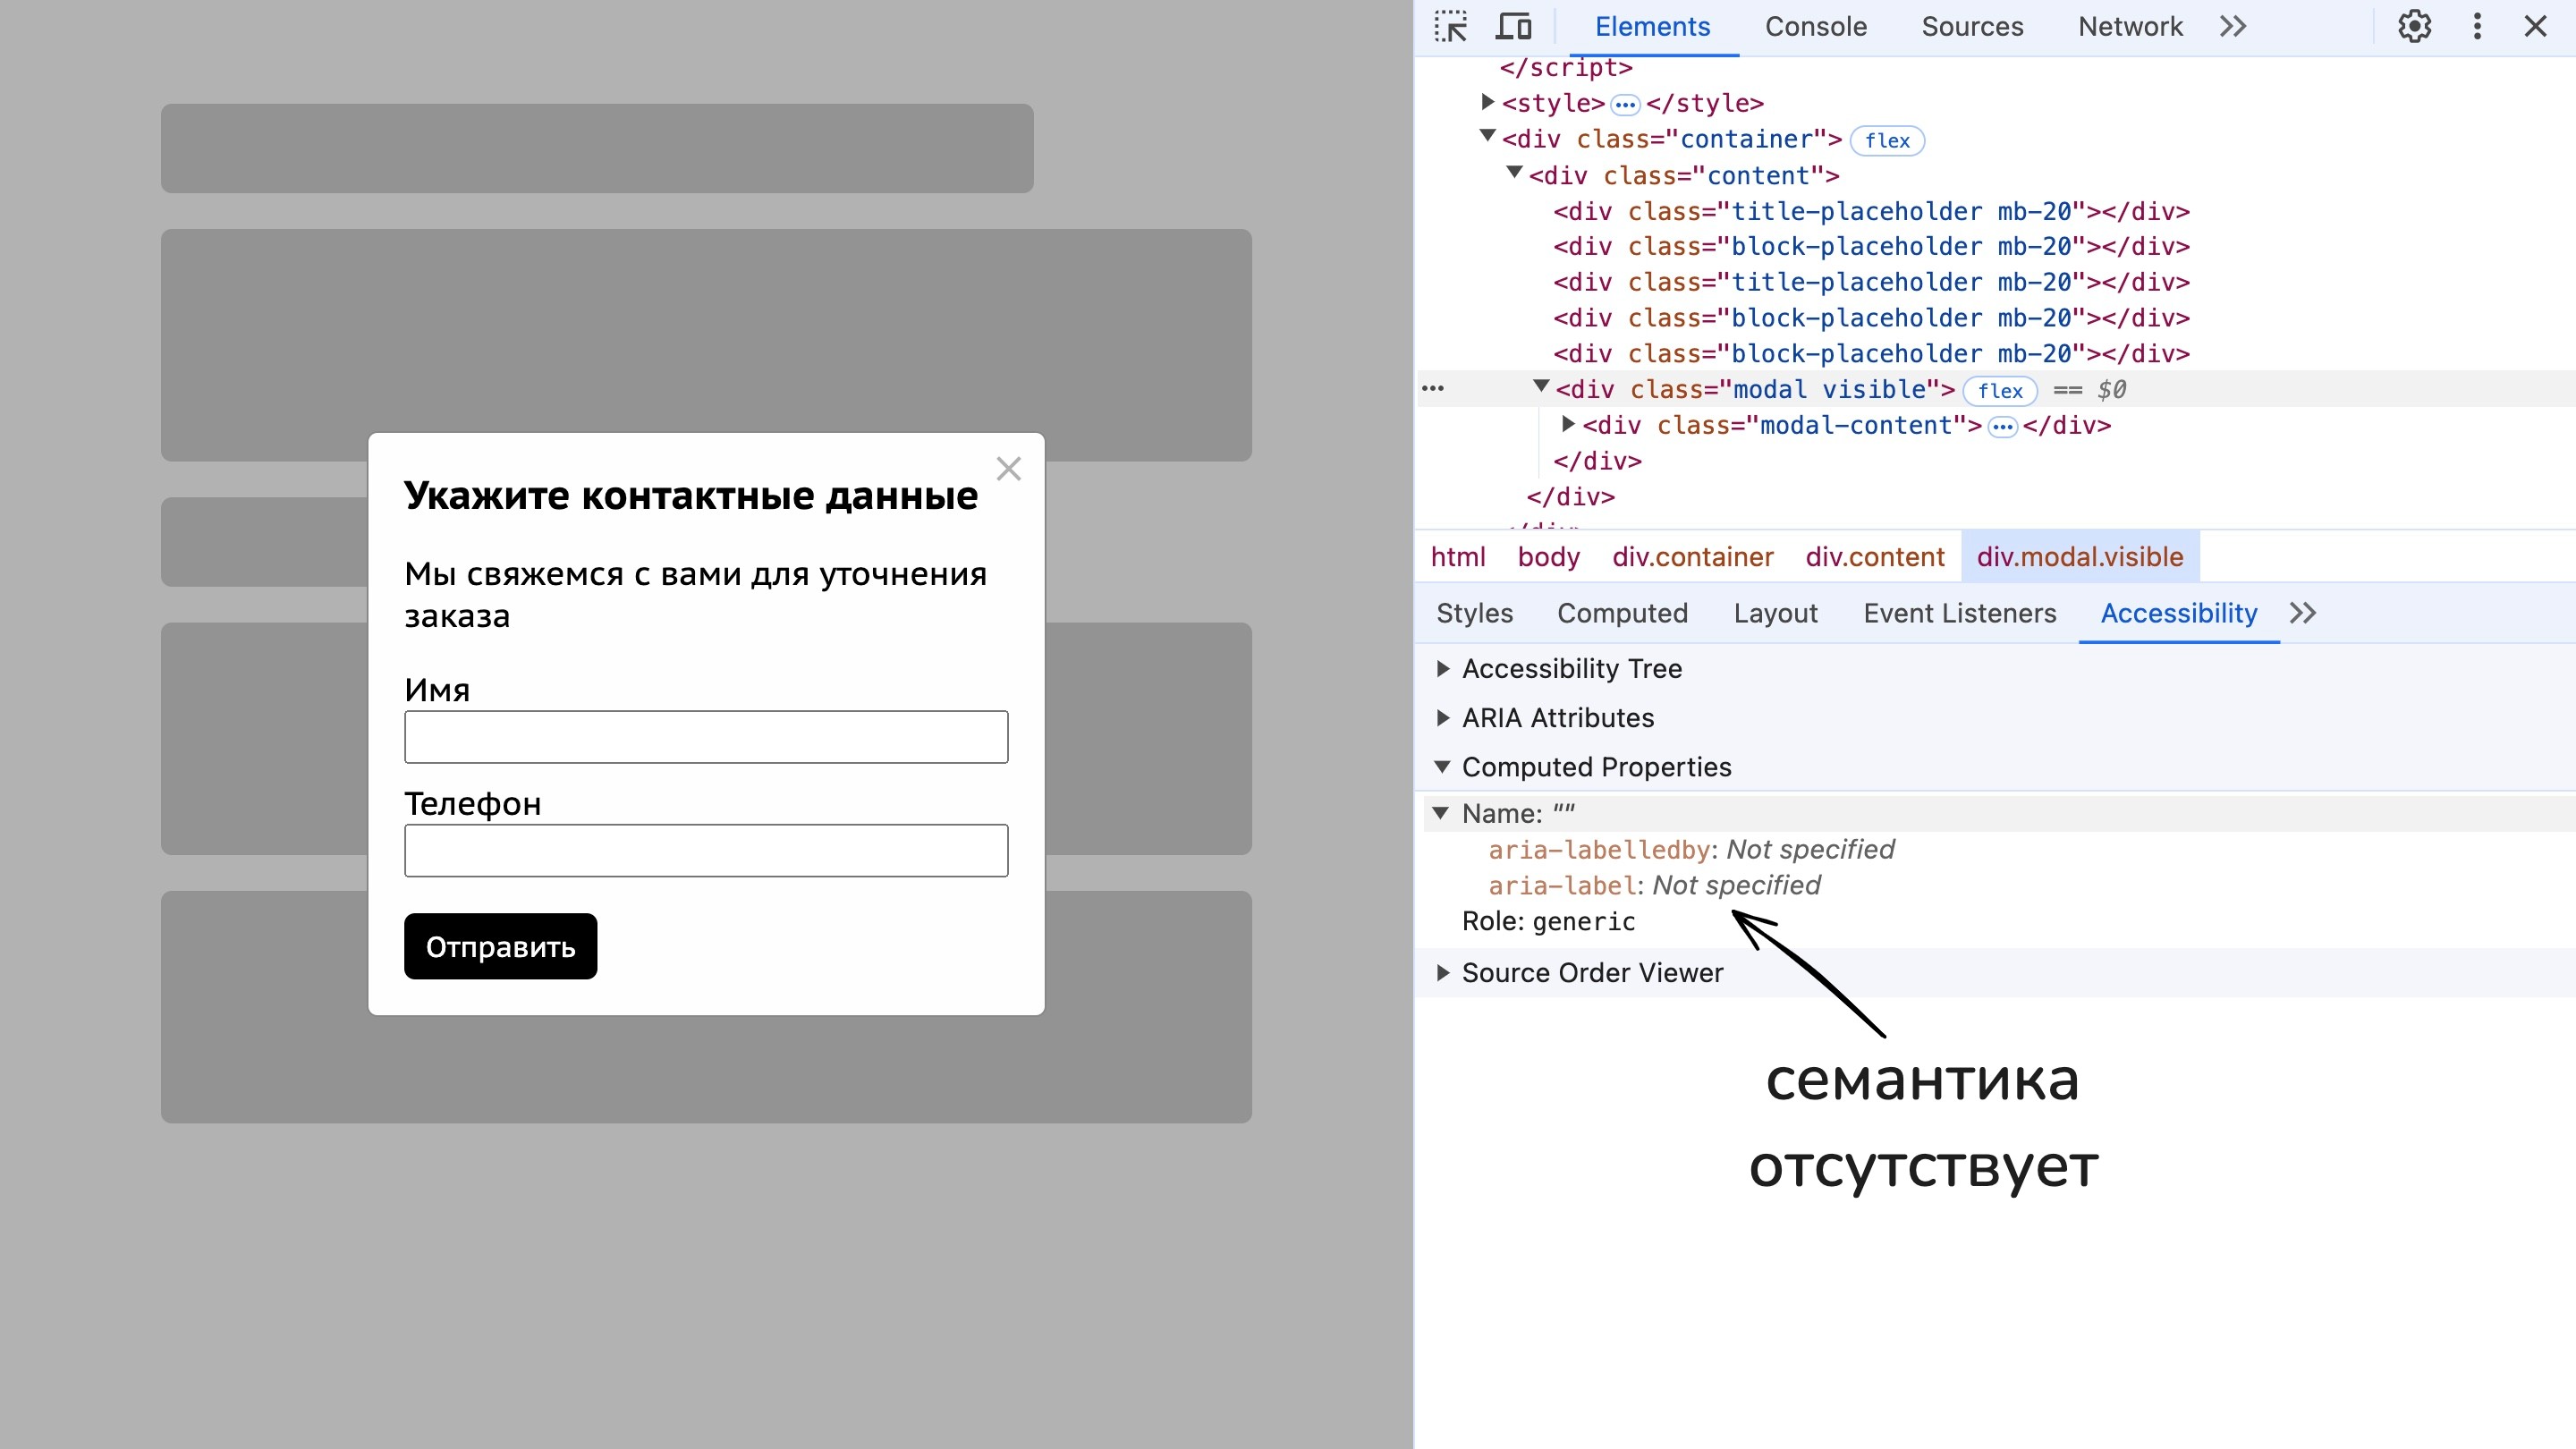 Укажите контактные данные
Мы свяжемся с вами для уточнения
заказа
Имя
Телефон
Отправить
Elements Console Sources Network
</script>
<style>…</style>
<div class="container"> flex
<div class="content">
<div class="title-placeholder mb-20"></div>
<div class="block-placeholder mb-20"></div>
<div class="title-placeholder mb-20"></div>
<div class="block-placeholder mb-20"></div>
<div class="block-placeholder mb-20"></div>
… <div class="modal visible"> flex == $0
<div class="modal-content">…</div>
</div>
</div>
</div>
html body div.container div.content div.modal.visible
Styles Computed Layout Event Listeners Accessibility
Accessibility Tree
ARIA Attributes
Computed Properties
Name: ""
aria-labelledby: Not specified
aria-label: Not specified
Role: generic
Source Order Viewer
семантика
отсутствует